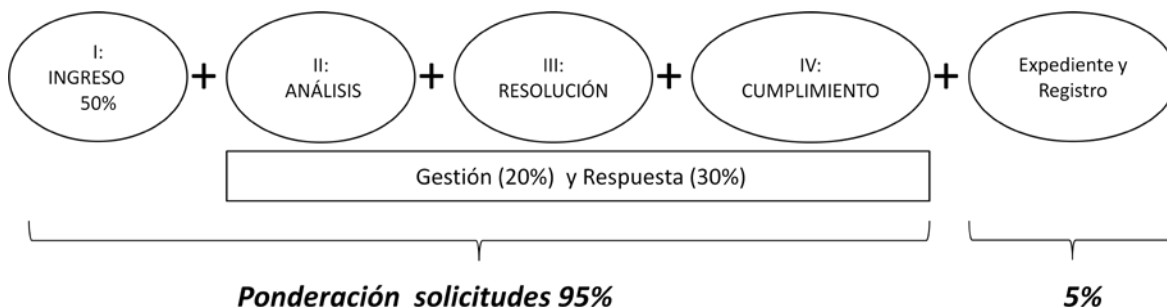 I:
INGRESO
50%
+
II:
ANÁLISIS
+
III:
RESOLUCIÓN
+
IV:
CUMPLIMIENTO
+
Expediente y
Registro
Gestión (20%) y Respuesta (30%)
Ponderación solicitudes 95%
5%